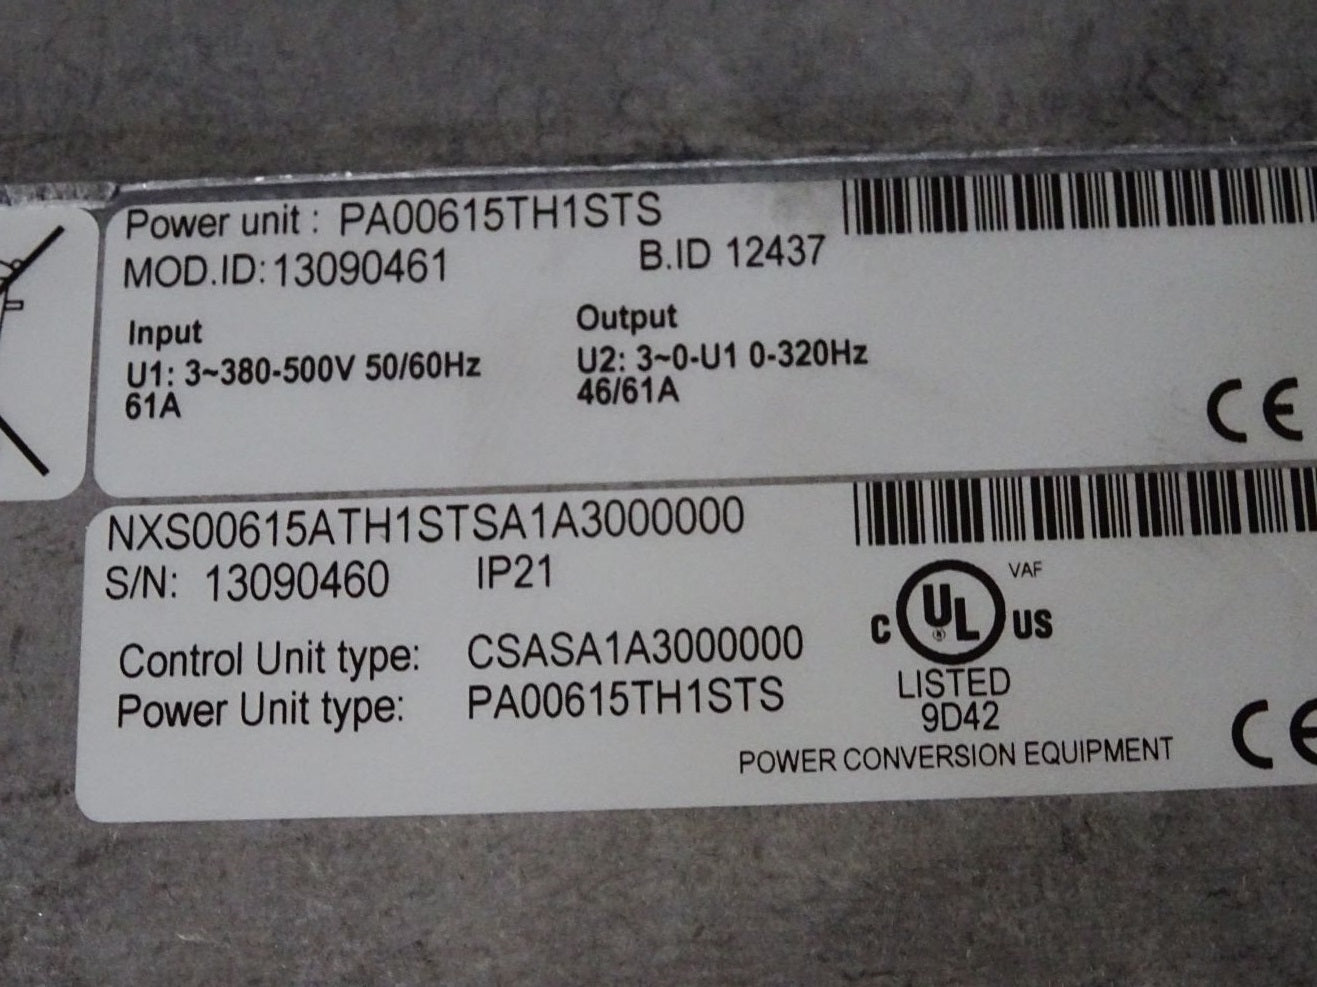 Power unit : PA00615TH1STS
MOD.ID: 13090461 B.ID 12437
Input Output
U1: 3~380-500V 50/60Hz U2: 3~0-U1 0-320Hz
61A 46/61A
CE
NXS00615ATH1STSA1A3000000
S/N: 13090460 IP21
VAF
C UL ® US
Control Unit type: CSASA1A3000000
Power Unit type: PA00615TH1STS
LISTED
9D42
POWER CONVERSION EQUIPMENT
CE